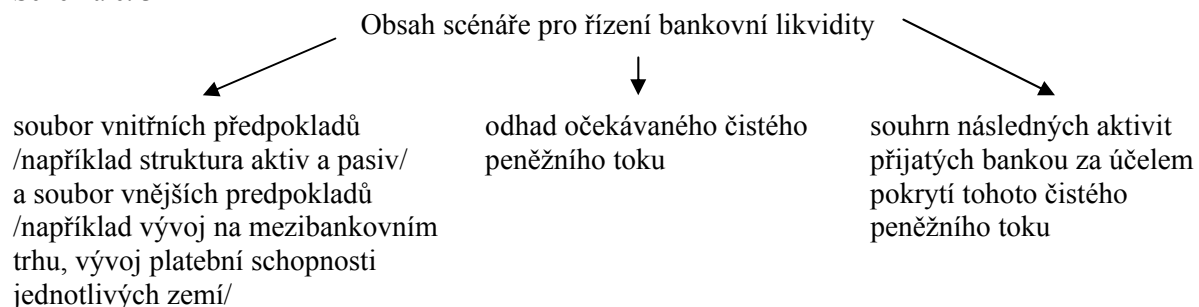 Obsah scénáře pro řízení bankovní likvidity
soubor vnitřních předpokladů
/například struktura aktiv a pasiv/
a soubor vnějších predpokladů
/například vývoj na mezibankovním
trhu, vývoj platební schopnosti
jednotlivých zemí/
odhad očekávaného čistého
peněžního toku
souhrn následných aktivit
přijatých bankou za účelem
pokrytí tohoto čistého
peněžního toku